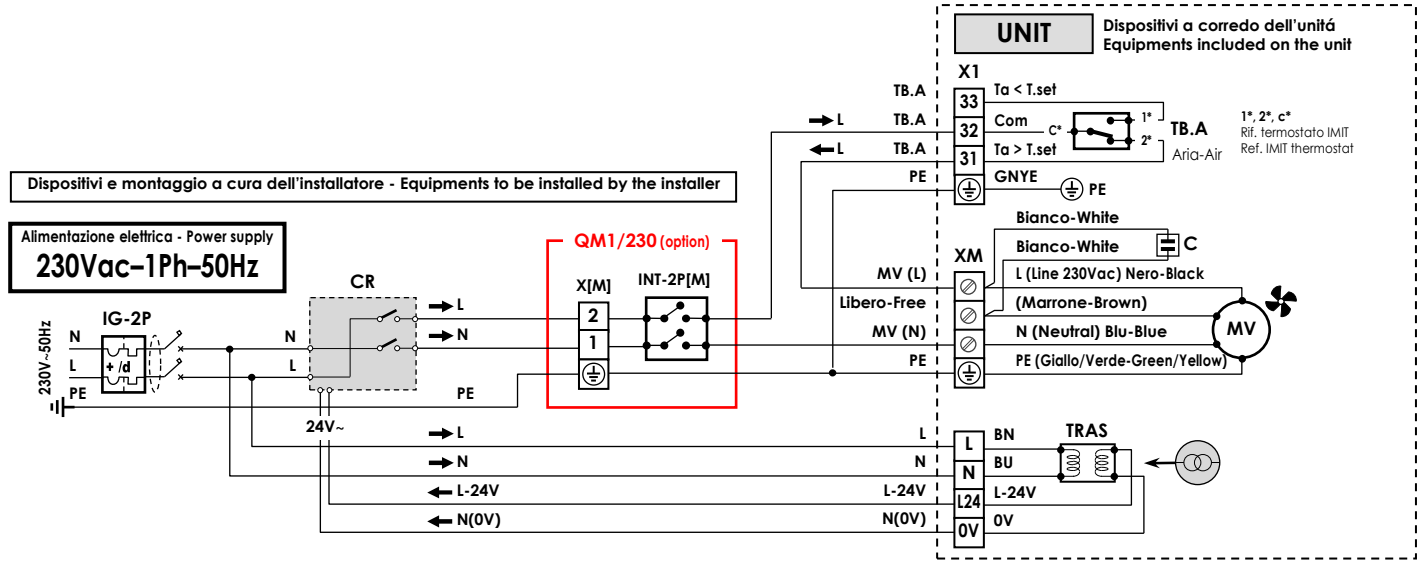 UNIT
Dispositivi a corredo dell'unitá
Equipments included on the unit
X1
TB.A
33
Ta < T.set
L
TB.A
32
Com
C*
1*
2*
TB.A
Aria-Air
1*, 2*, c*
Rif. termostato IMIT
Ref. IMIT thermostat
L
TB.A
31
Ta > T.set
PE
GNYE
PE
Dispositivi e montaggio a cura dell'installatore - Equipments to be installed by the installer
Alimentazione elettrica - Power supply
230Vac–1Ph–50Hz
QM1/230 (option)
X[M]
INT-2P[M]
2
1
CR
L
N
N
L
IG-2P
230V~50Hz
N
L
PE
+ /d
PE
24V~
XM
Bianco-White
Bianco-White
C
MV (L)
L (Line 230Vac) Nero-Black
Libero-Free
(Marrone-Brown)
MV (N)
N (Neutral) Blu-Blue
PE
PE (Giallo/Verde-Green/Yellow)
MV
L
L
L
BN
TRAS
N
N
N
BU
L-24V
L-24V
L24
L-24V
N(0V)
N(0V)
0V
0V